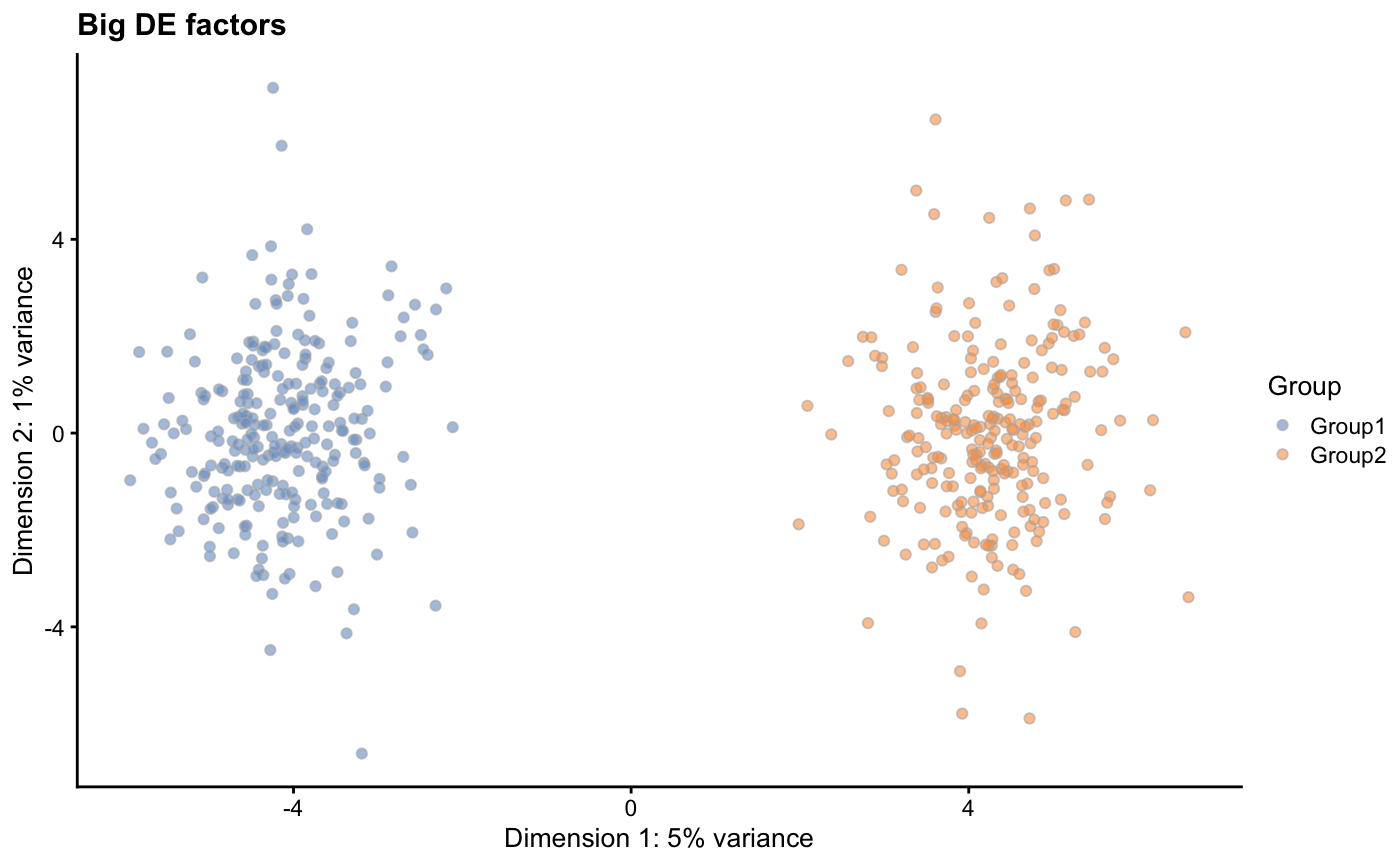 Big DE factors
Dimension 2: 1% variance
4
0
-4
-4
0
4
Dimension 1: 5% variance
Group
Group1
Group2